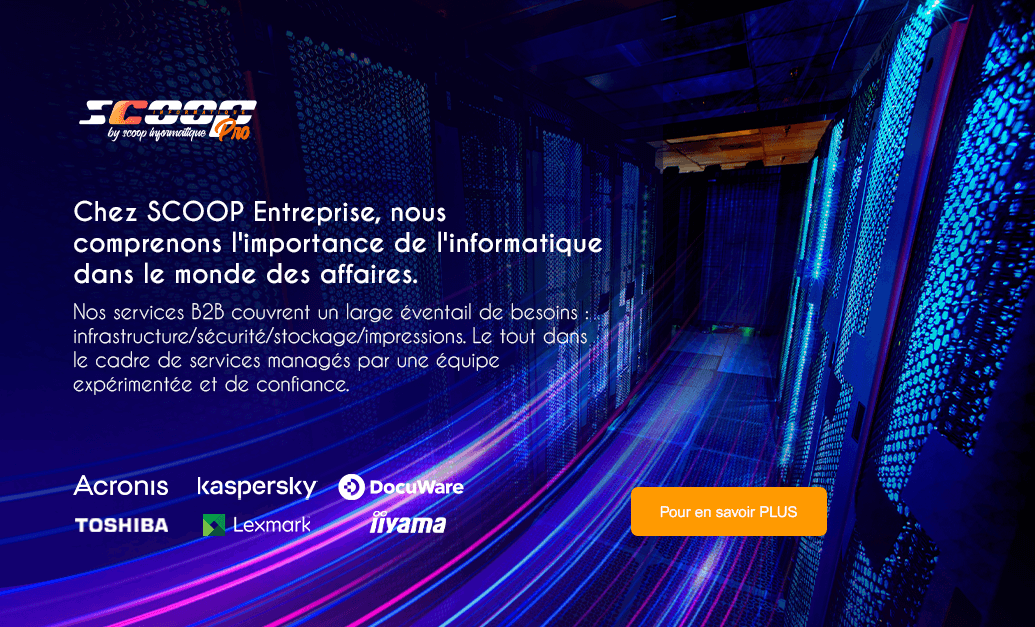 SCOOP
INFORMATIQUE
by scoop informatique Pro
Chez SCOOP Entreprise, nous
comprenons l'importance de l'informatique
dans le monde des affaires.
Nos services B2B couvrent un large éventail de besoins :
infrastructure/sécurité/stockage/impressions. Le tout dans
le cadre de services managés par une équipe
expérimentée et de confiance.
Acronis kaspersky DocuWare
TOSHIBA Lexmark iiyama
Pour en savoir PLUS